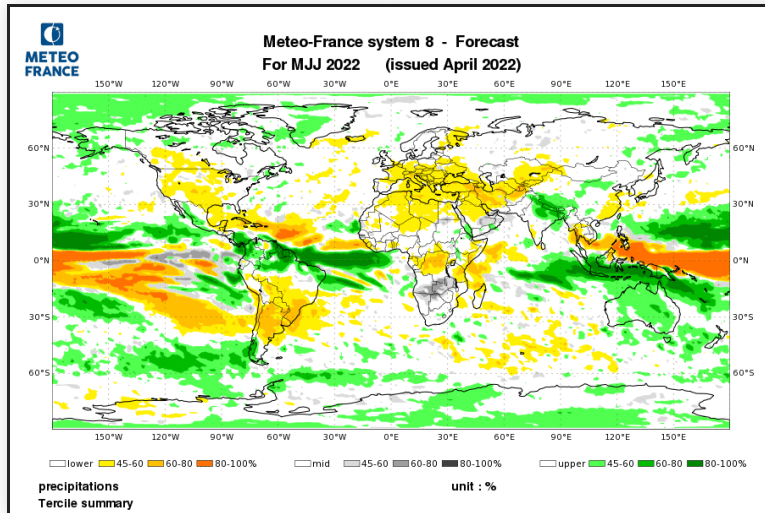 METEO
FRANCE
Meteo-France system 8 - Forecast
For MJJ 2022 (issued April 2022)
150°W 120°W 90°W 60°W 30°W 0°E 30°E 60°E 90°E 120°E 150°E
60°N 60°N
30°N 30°N
0°N 0°N
30°S 30°S
60°S 60°S
150°W 120°W 90°W 60°W 30°W 0°E 30°E 60°E 90°E 120°E 150°E
lower 45-60 60-80 80-100% mid 45-60 60-80 80-100% upper 45-60 60-80 80-100%
precipitations unit : %
Tercile summary